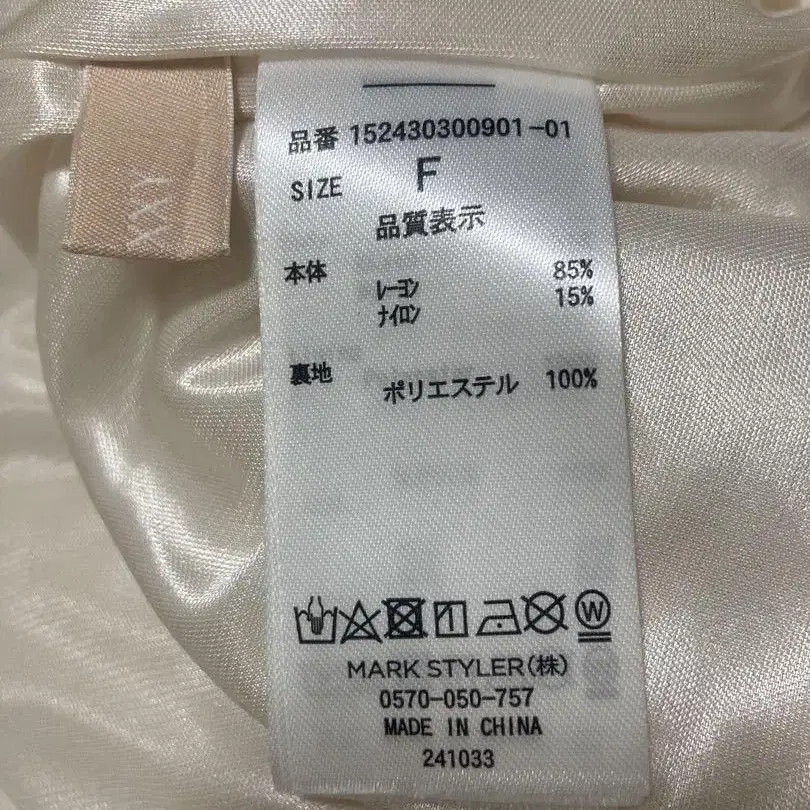 品番 152430300901-01
SIZE F
品質表示
本体
レーヨン 85%
ナイロン 15%
裏地
ポリエステル 100%
W
MARK STYLER(株)
0570-050-757
MADE IN CHINA
241033